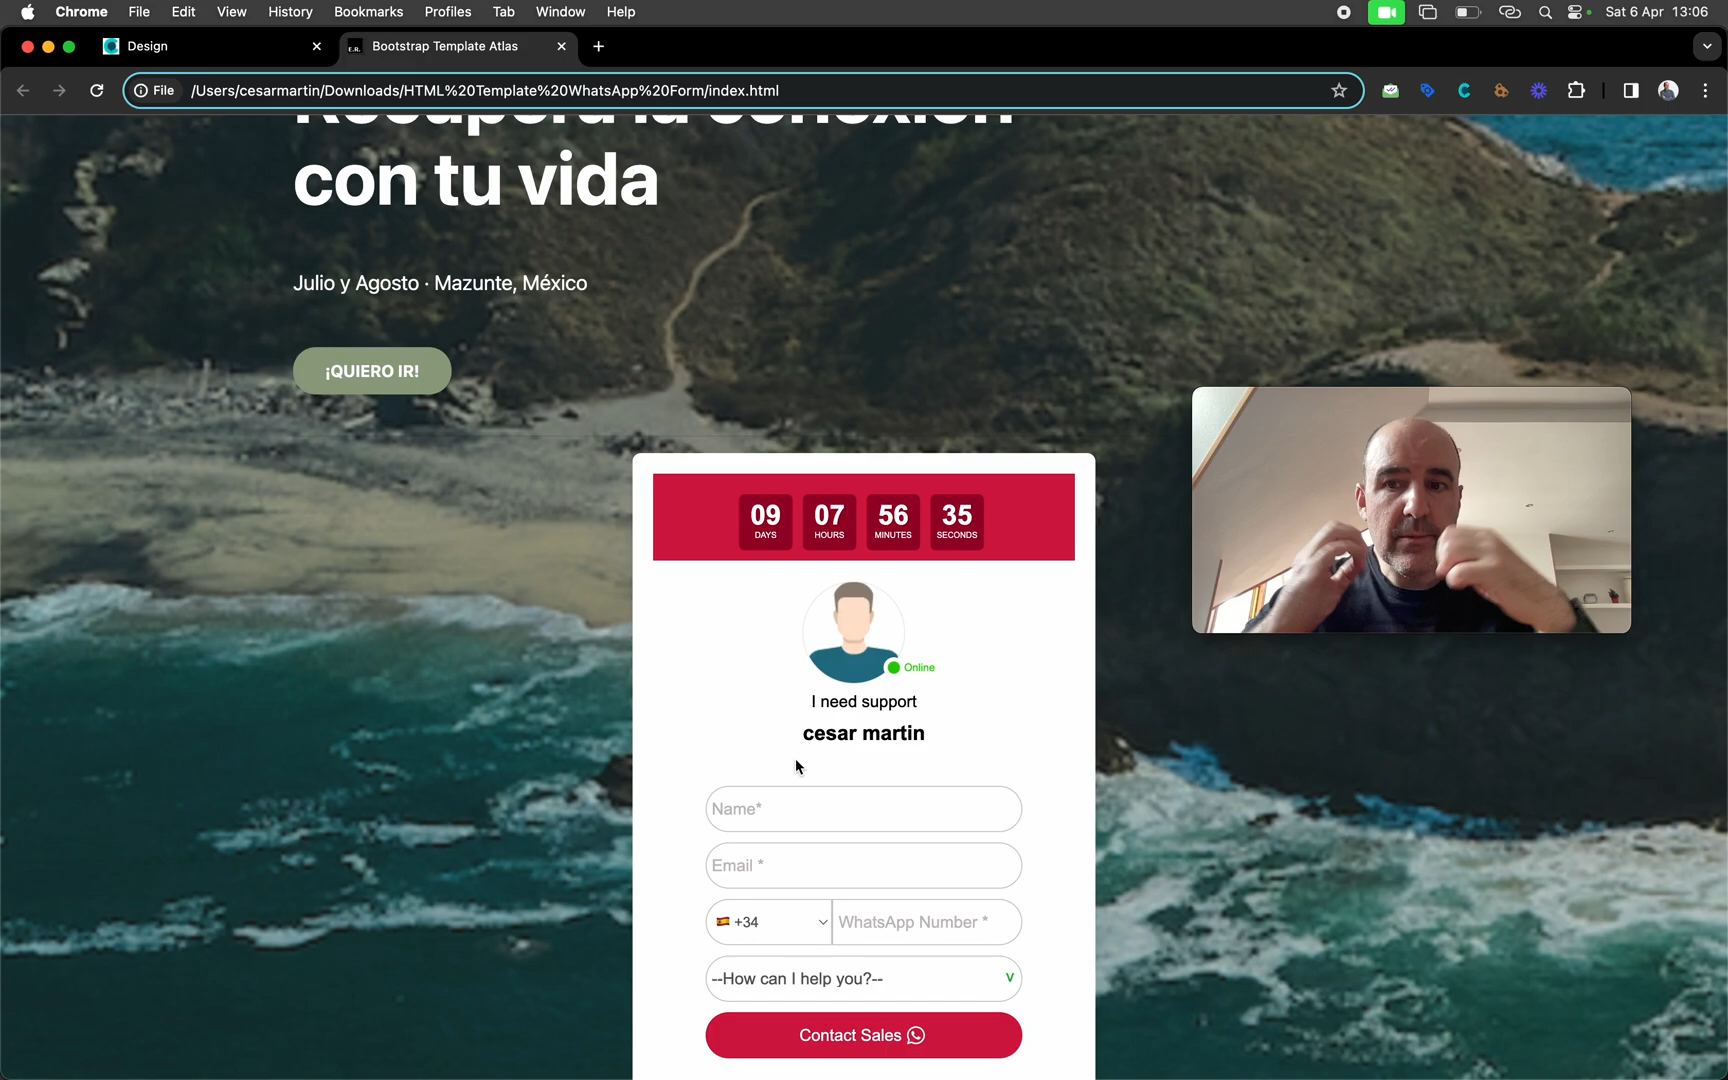 Chrome File Edit View History Bookmarks Profiles Tab Window Help Sat 6 Apr 13:06
Design
E.R. Bootstrap Template Atlas
File /Users/cesarmartin/Downloads/HTML%20Template%20WhatsApp%20Form/index.html
Recupera la conexión
con tu vida
Julio y Agosto · Mazunte, México
¡QUIERO IR!
09 07 56 35
DAYS HOURS MINUTES SECONDS
Online
I need support
cesar martin
Name*
Email *
+34 WhatsApp Number *
--How can I help you?-- V
Contact Sales